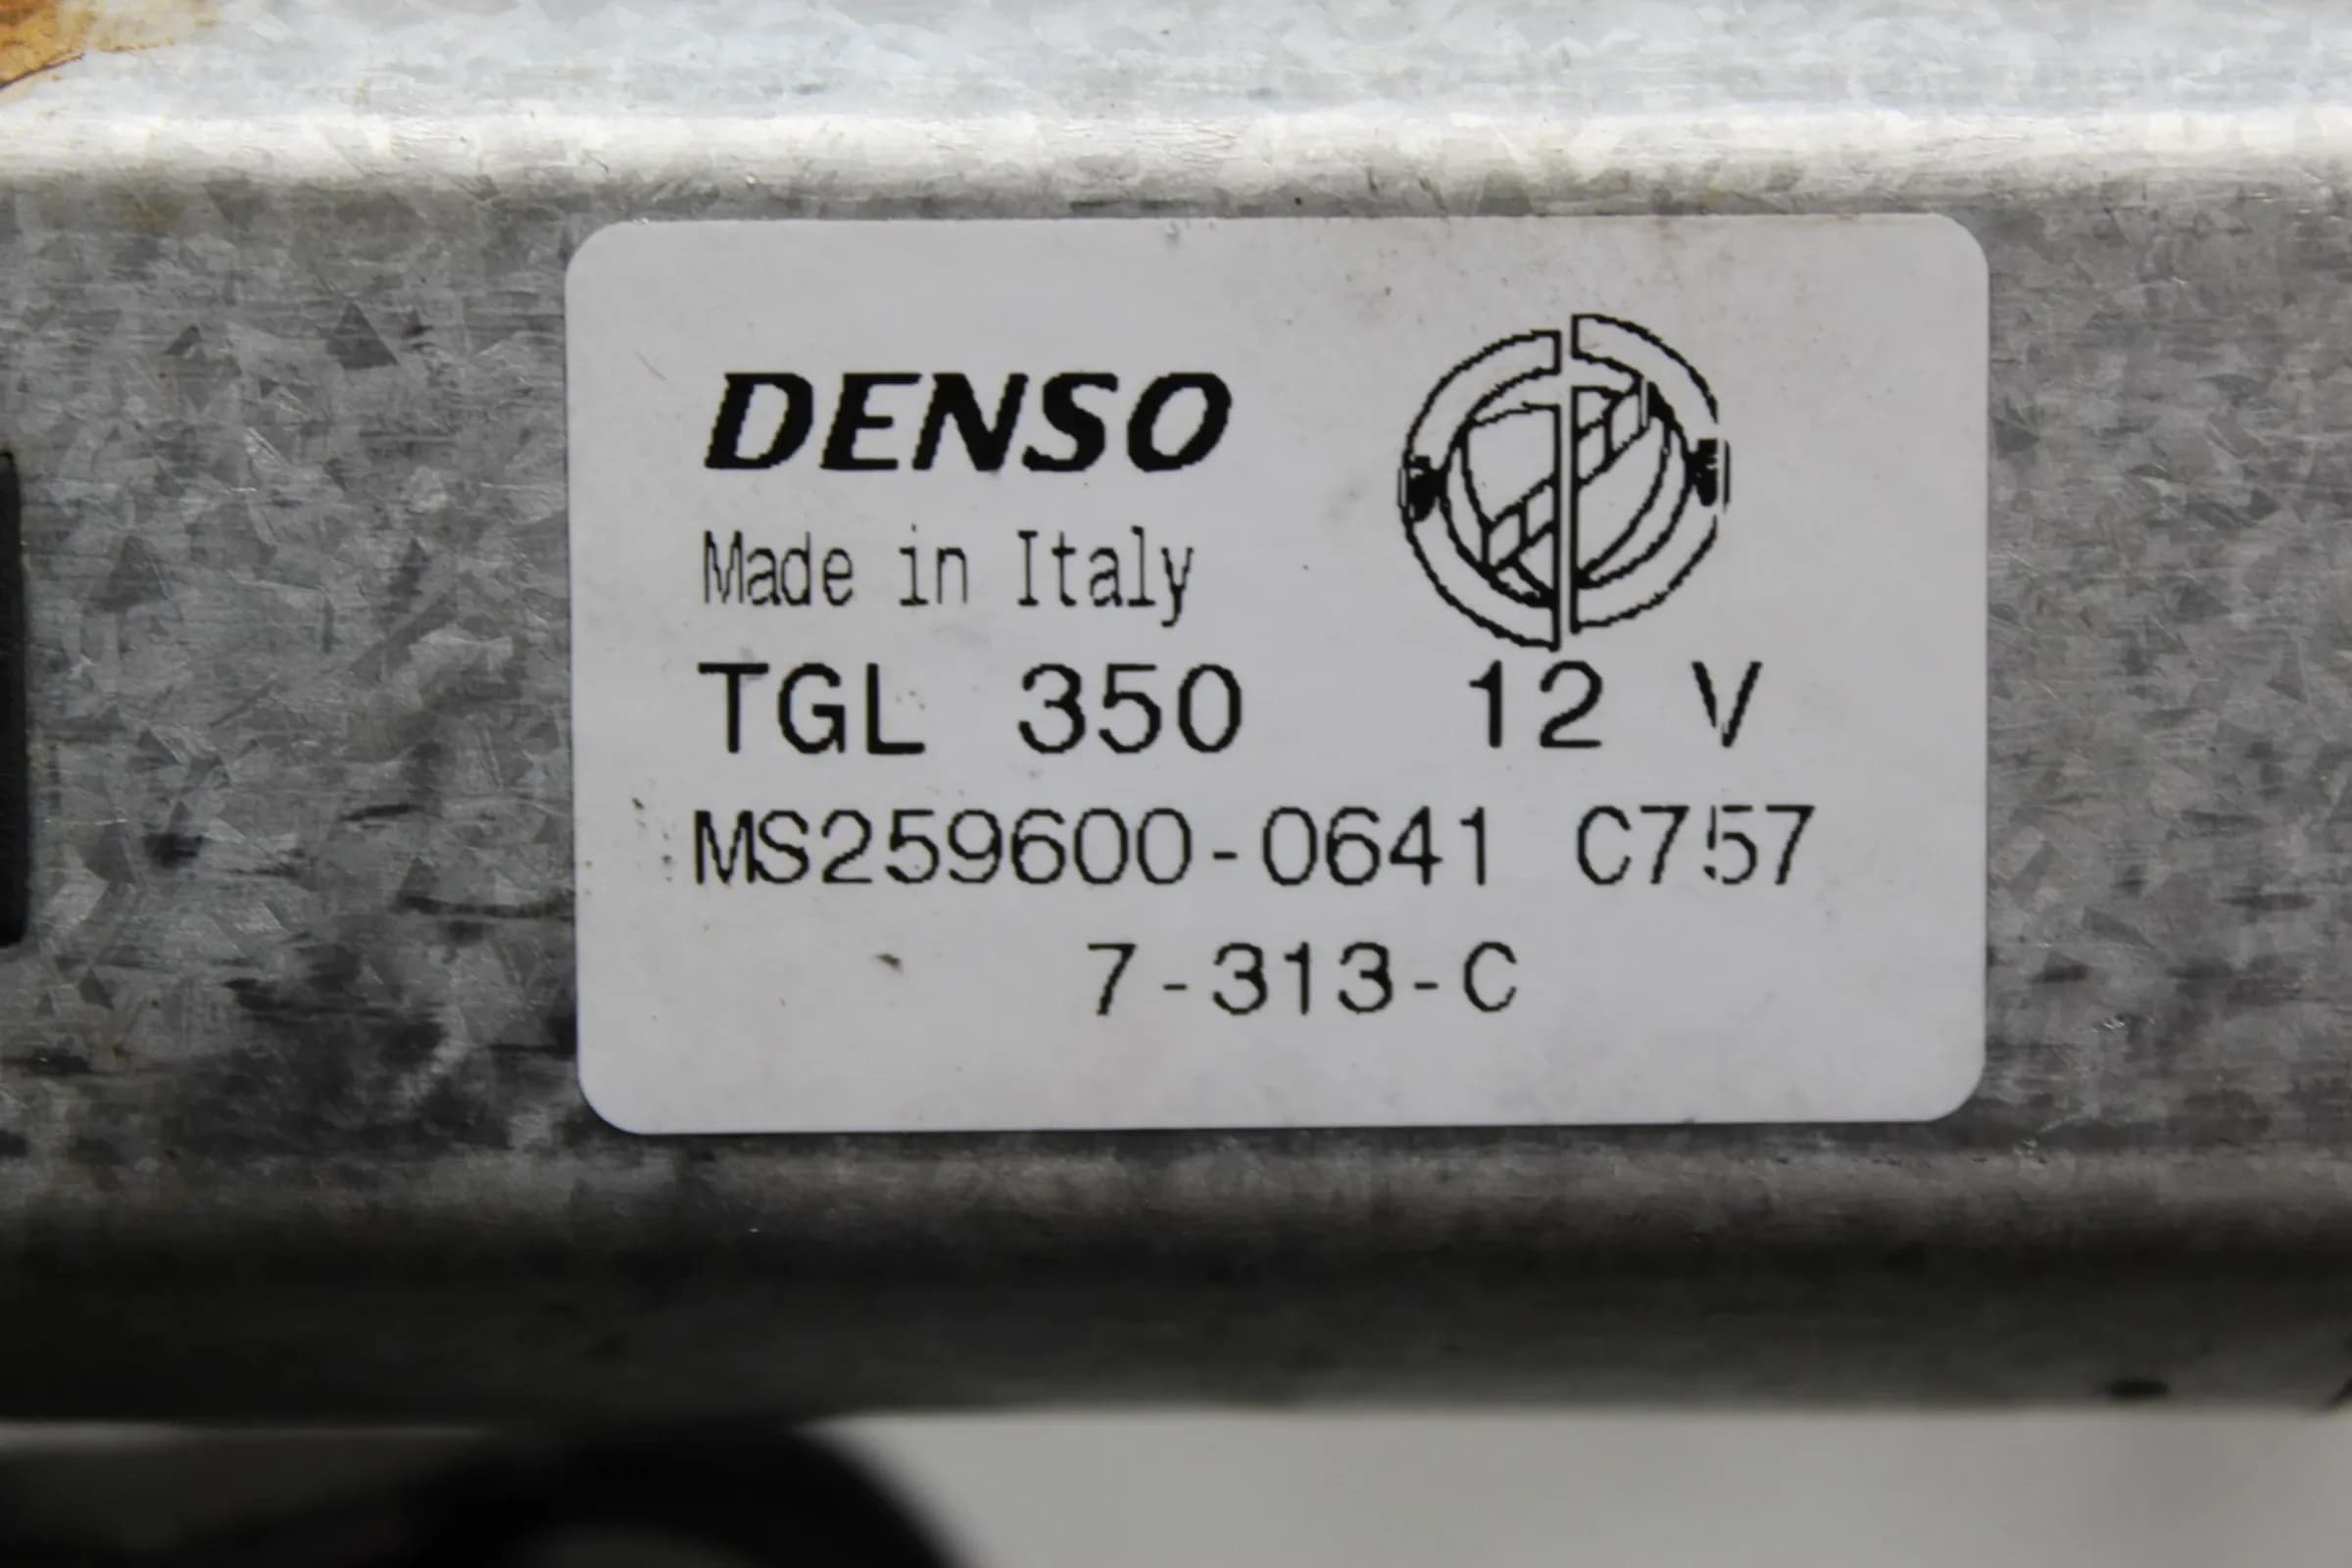 DENSO
Made in Italy
TGL 350 12 V
MS259600-0641 C757
7-313-C